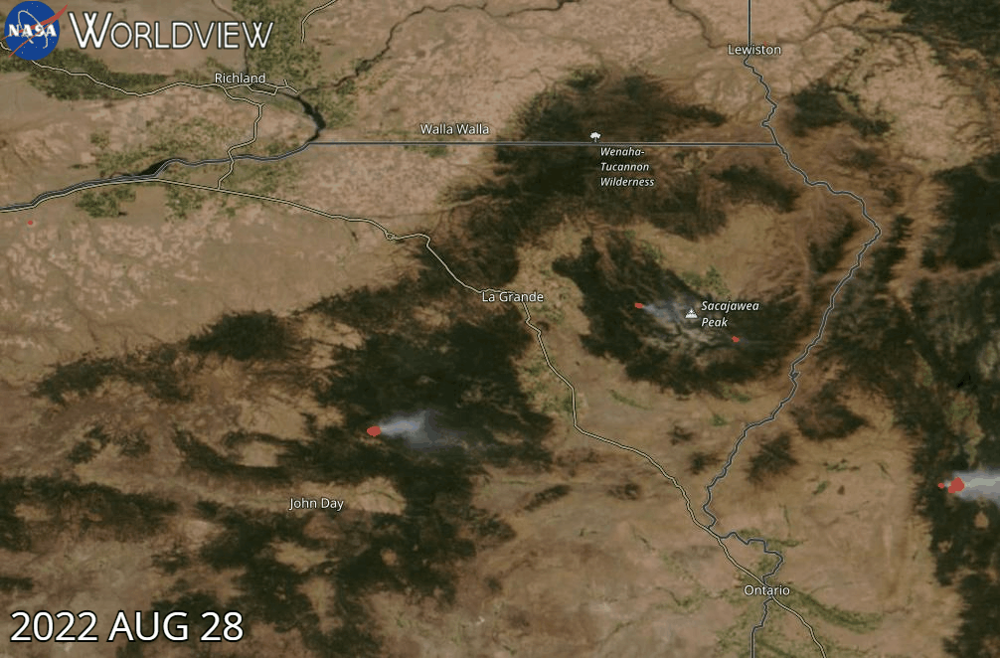 NASA WORLDVIEW
Lewiston
Richland
Walla Walla
Wenaha-
Tucannon
Wilderness
La Grande
Sacajawea
Peak
John Day
Ontario
2022 AUG 28